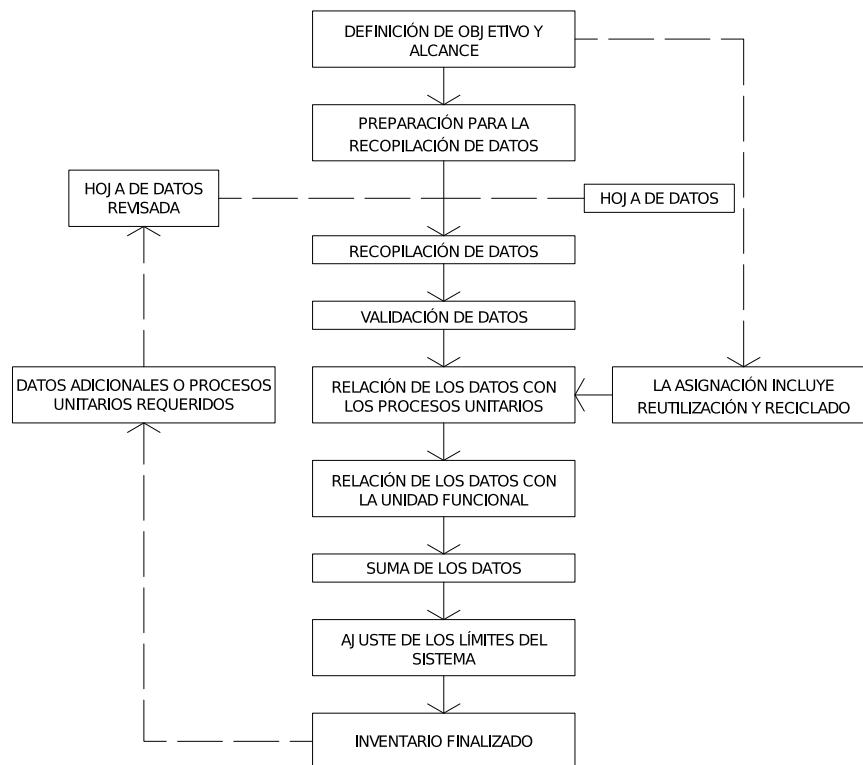 DEFINICIÓN DE OBJETIVO Y
ALCANCE
PREPARACIÓN PARA LA
RECOPILACIÓN DE DATOS
HOJA DE DATOS
REVISADA
HOJA DE DATOS
RECOPILACIÓN DE DATOS
VALIDACIÓN DE DATOS
DATOS ADICIONALES O PROCESOS
UNITARIOS REQUERIDOS
RELACIÓN DE LOS DATOS CON
LOS PROCESOS UNITARIOS
LA ASIGNACIÓN INCLUYE
REUTILIZACIÓN Y RECICLADO
RELACIÓN DE LOS DATOS CON
LA UNIDAD FUNCIONAL
SUMA DE LOS DATOS
AJUSTE DE LOS LÍMITES DEL
SISTEMA
INVENTARIO FINALIZADO